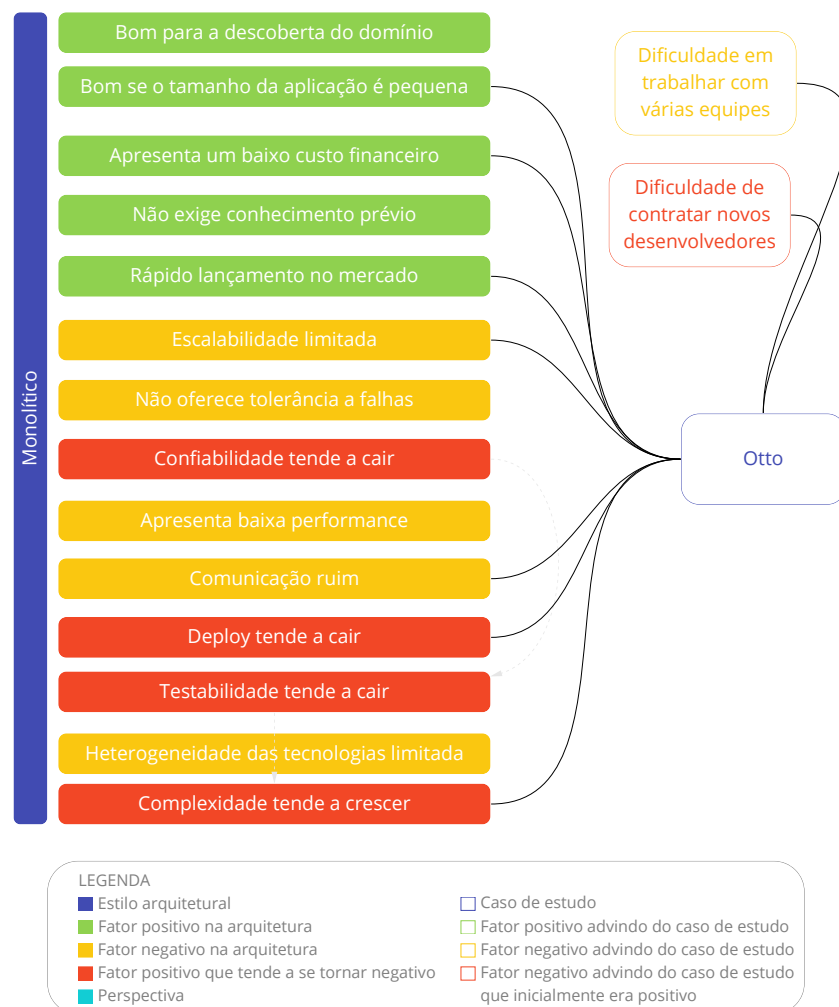 Monolítico
Bom para a descoberta do domínio
Bom se o tamanho da aplicação é pequena
Apresenta um baixo custo financeiro
Não exige conhecimento prévio
Rápido lançamento no mercado
Escalabilidade limitada
Não oferece tolerância a falhas
Confiabilidade tende a cair
Apresenta baixa performance
Comunicação ruim
Deploy tende a cair
Testabilidade tende a cair
Heterogeneidade das tecnologias limitada
Complexidade tende a crescer
Dificuldade em
trabalhar com
várias equipes
Dificuldade de
contratar novos
desenvolvedores
Otto
LEGENDA
Estilo arquitetural
Fator positivo na arquitetura
Fator negativo na arquitetura
Fator positivo que tende a se tornar negativo
Perspectiva
Caso de estudo
Fator positivo advindo do caso de estudo
Fator negativo advindo do caso de estudo
Fator negativo advindo do caso de estudo
que inicialmente era positivo